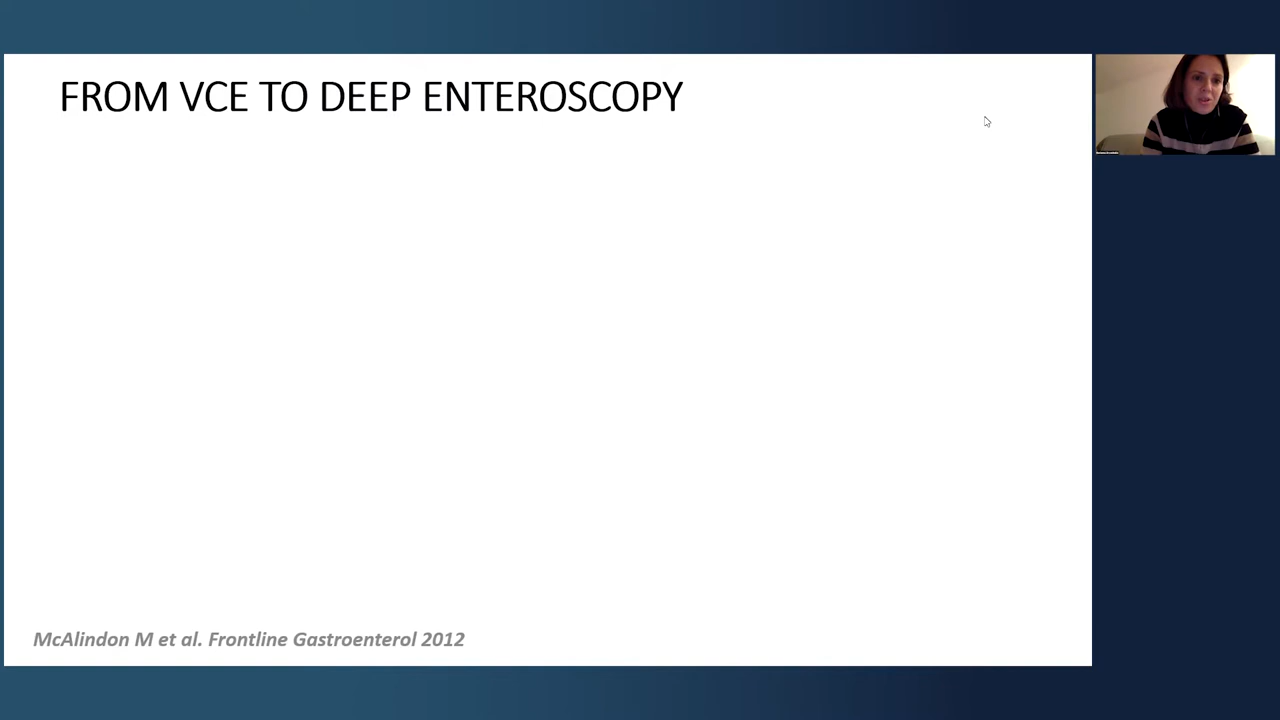 FROM VCE TO DEEP ENTEROSCOPY
McAlindon M et al. Frontline Gastroenterol 2012